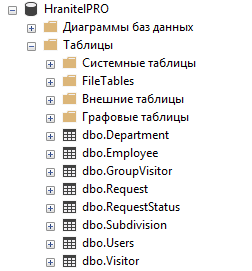 HranitelPRO
Диаграммы баз данных
Таблицы
Системные таблицы
FileTables
Внешние таблицы
Графовые таблицы
dbo.Department
dbo.Employee
dbo.GroupVisitor
dbo.Request
dbo.RequestStatus
dbo.Subdivision
dbo.Users
dbo.Visitor